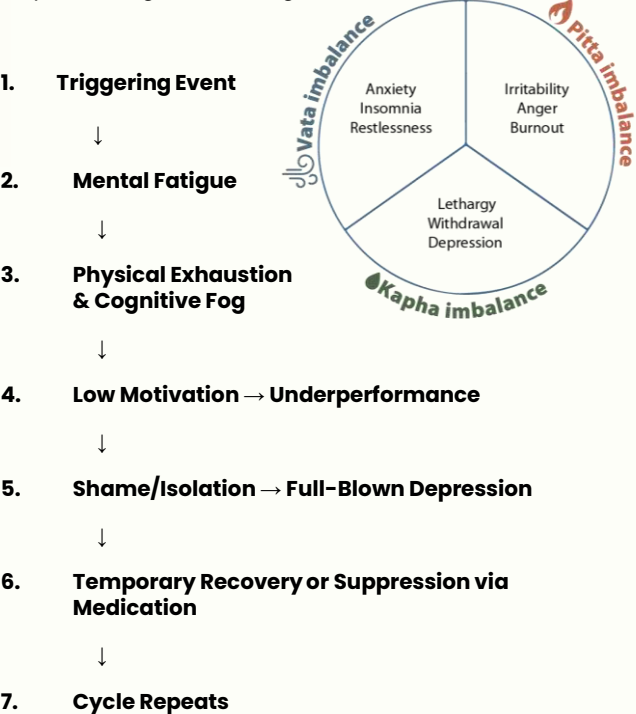 1. Triggering Event
↓
2. Mental Fatigue
↓
3. Physical Exhaustion
& Cognitive Fog
↓
4. Low Motivation → Underperformance
↓
5. Shame/Isolation → Full-Blown Depression
↓
6. Temporary Recovery or Suppression via
Medication
↓
7. Cycle Repeats
Vata imbalance
Anxiety
Insomnia
Restlessness
Pitta imbalance
Irritability
Anger
Burnout
Lethargy
Withdrawal
Depression
Kapha imbalance